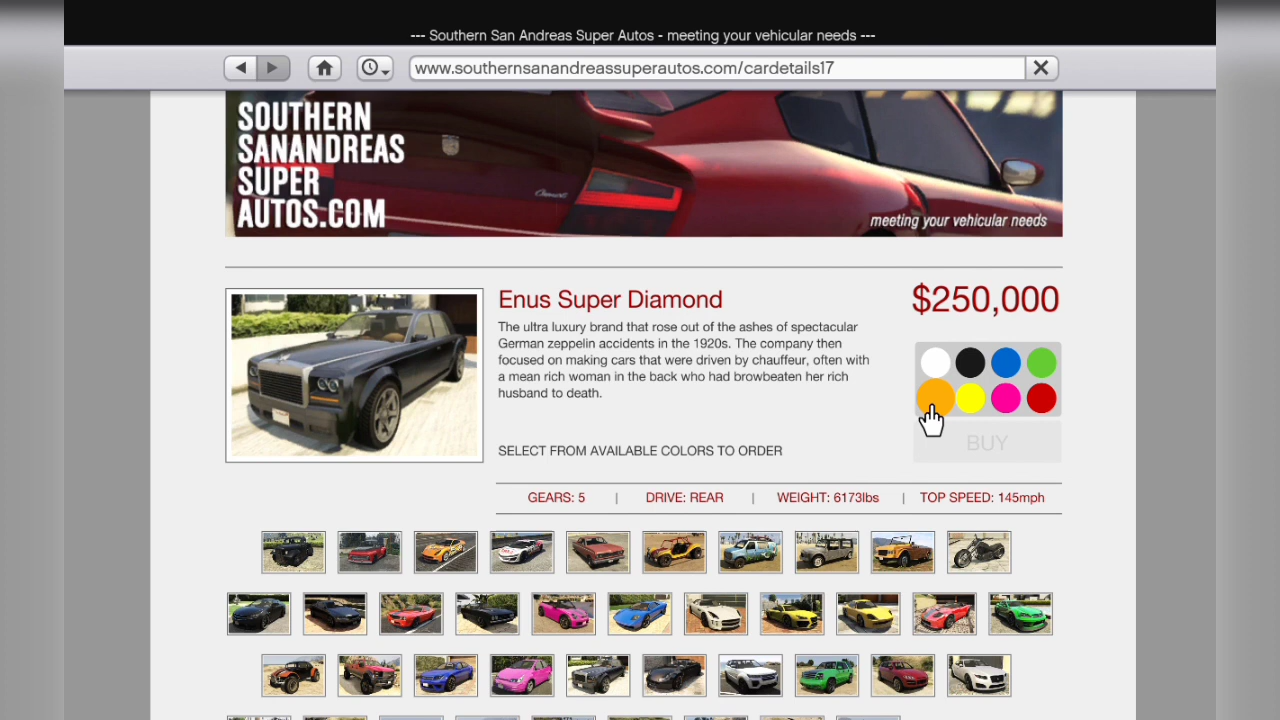 --- Southern San Andreas Super Autos - meeting your vehicular needs ---
www.southernsanandreassuperautos.com/cardetails17
SOUTHERN
SANANDREAS
SUPER
AUTOS.COM
meeting your vehicular needs
Enus Super Diamond
$250,000
The ultra luxury brand that rose out of the ashes of spectacular
German zeppelin accidents in the 1920s. The company then
focused on making cars that were driven by chauffeur, often with
a mean rich woman in the back who had browbeaten her rich
husband to death.
BUY
SELECT FROM AVAILABLE COLORS TO ORDER
GEARS: 5 | DRIVE: REAR | WEIGHT: 6173lbs | TOP SPEED: 145mph